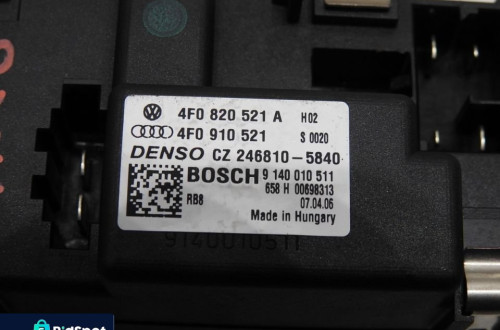 4F0 820 521 A H02
4F0 910 521 S 0020
DENSO CZ 246810-5840
BOSCH 9 140 010 511
658 H 00698313
RB8 07.04.06
Made in Hungary
9140010511
BidSpot